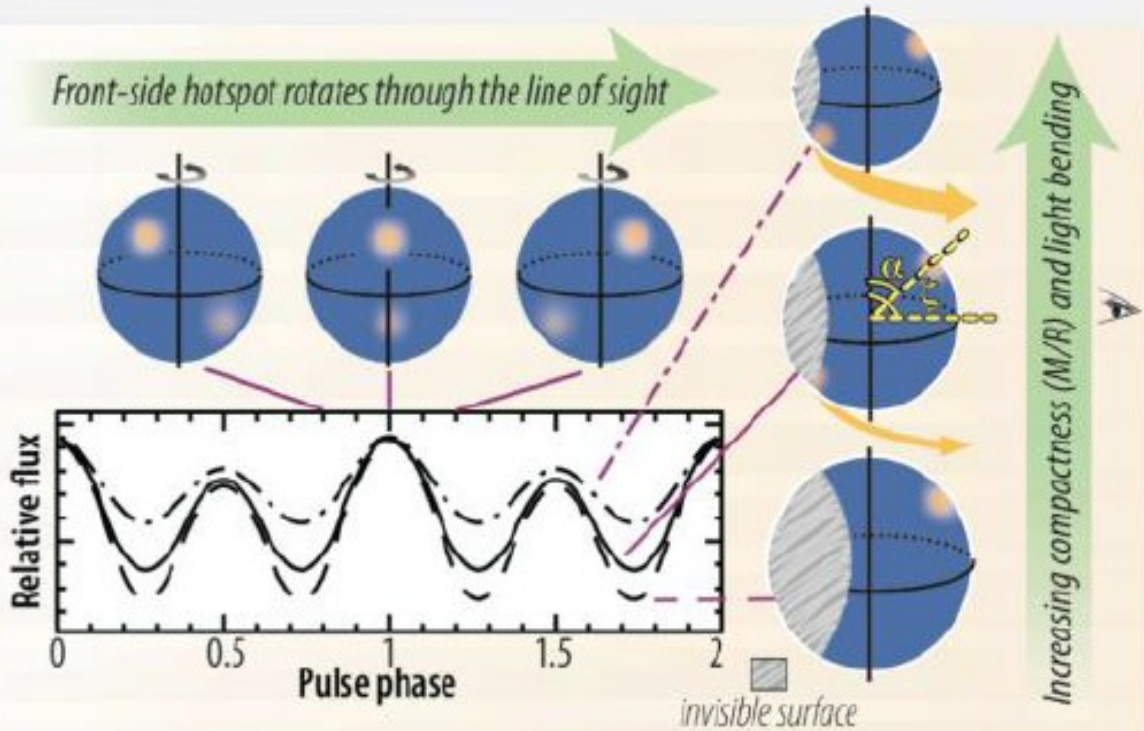 Front-side hotspot rotates through the line of sight
Increasing compactness (M/R) and light bending
α
Relative flux
0
0.5
1
1.5
2
Pulse phase
invisible surface